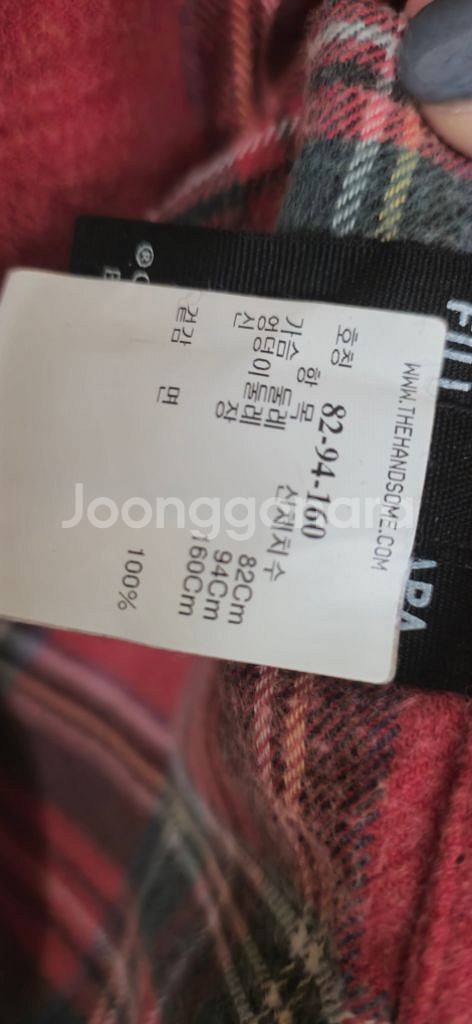 WWW.THEHANDSOME.COM
호칭 82-94-160
항 목 신체치수
가슴둘레 82Cm
엉덩이둘레 94Cm
신 장 160Cm
겉감 면 100%
Joonggonara